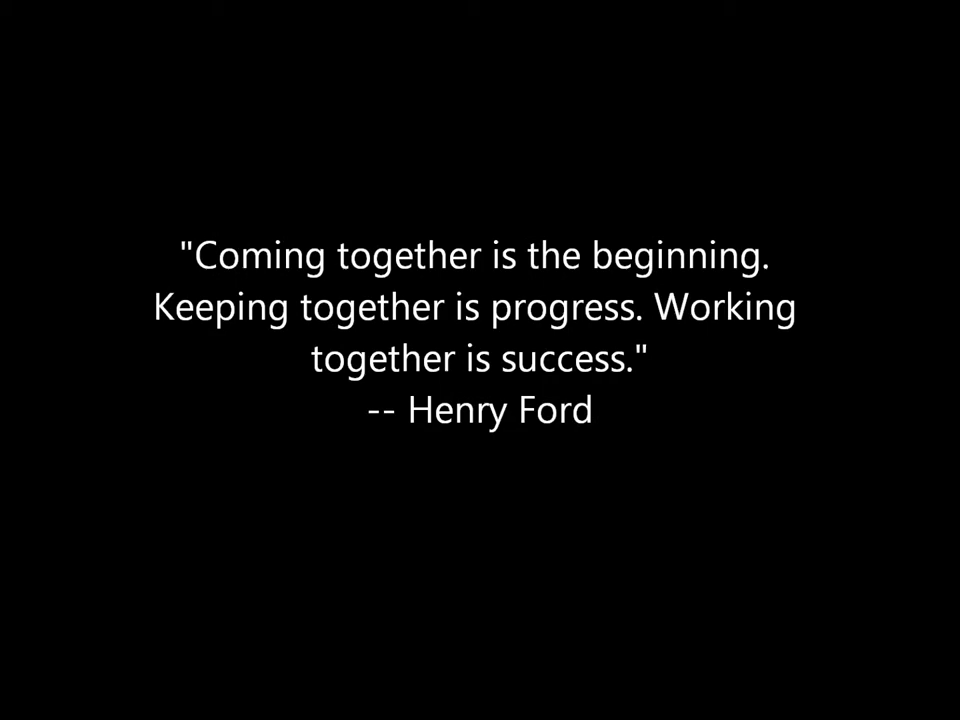 "Coming together is the beginning.
Keeping together is progress. Working
together is success."
-- Henry Ford